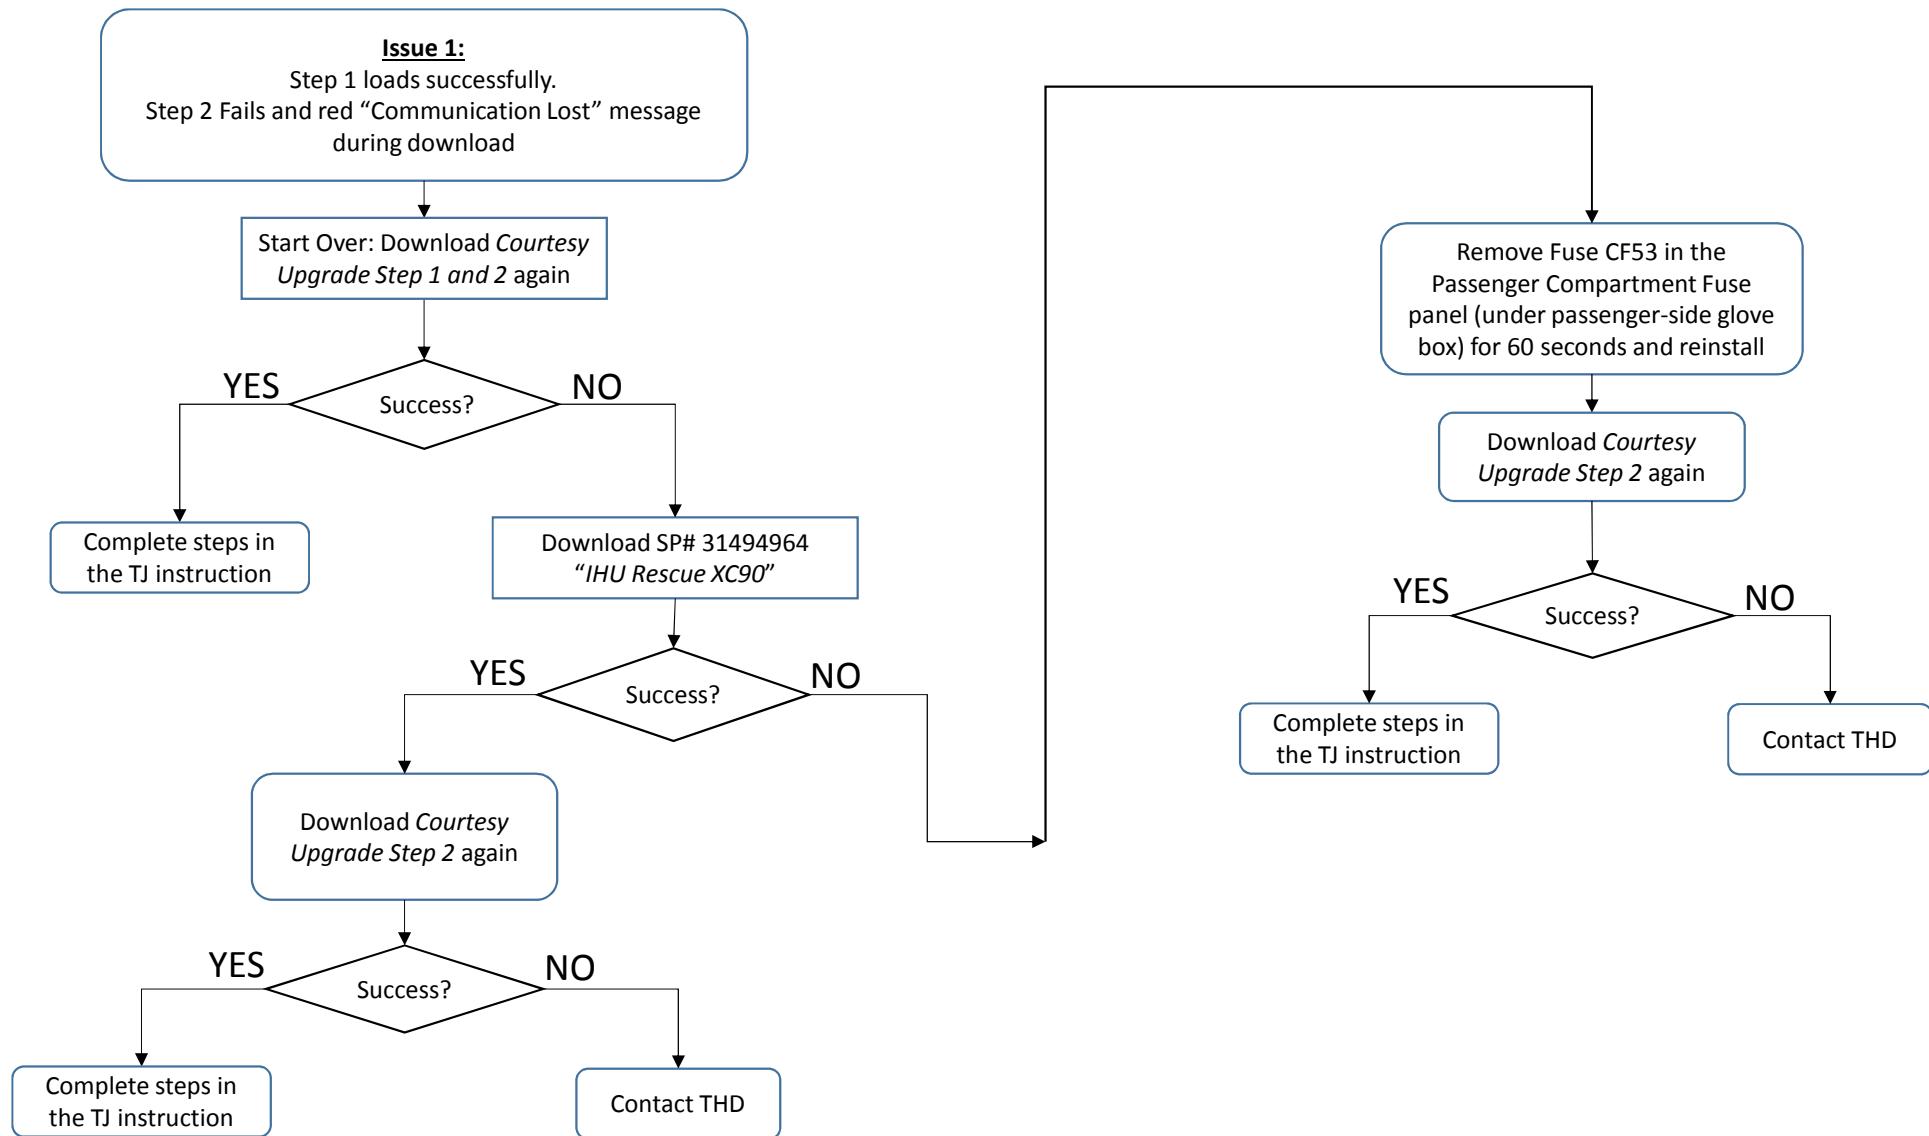 Issue 1:
Step 1 loads successfully.
Step 2 Fails and red “Communication Lost” message
during download
Start Over: Download Courtesy
Upgrade Step 1 and 2 again
YES
Success?
NO
Complete steps in
the TJ instruction
Download SP# 31494964
“IHU Rescue XC90”
YES
Success?
NO
Download Courtesy
Upgrade Step 2 again
YES
Success?
NO
Complete steps in
the TJ instruction
Contact THD
Remove Fuse CF53 in the
Passenger Compartment Fuse
panel (under passenger-side glove
box) for 60 seconds and reinstall
Download Courtesy
Upgrade Step 2 again
YES
Success?
NO
Complete steps in
the TJ instruction
Contact THD